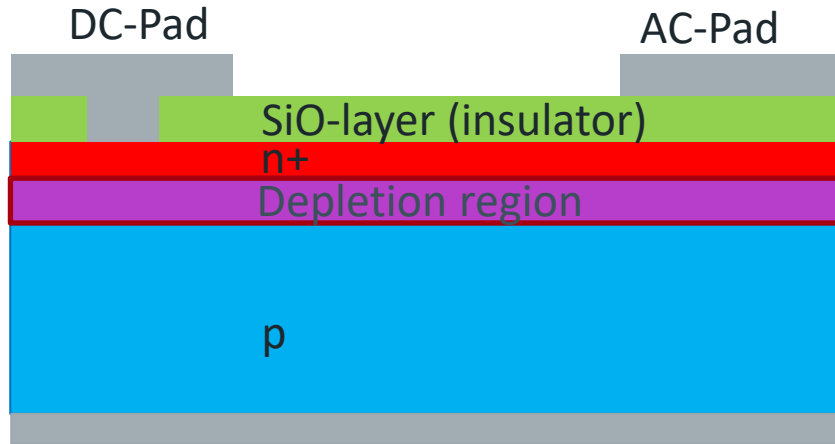 DC-Pad
AC-Pad
SiO-layer (insulator)
n+
Depletion region
p